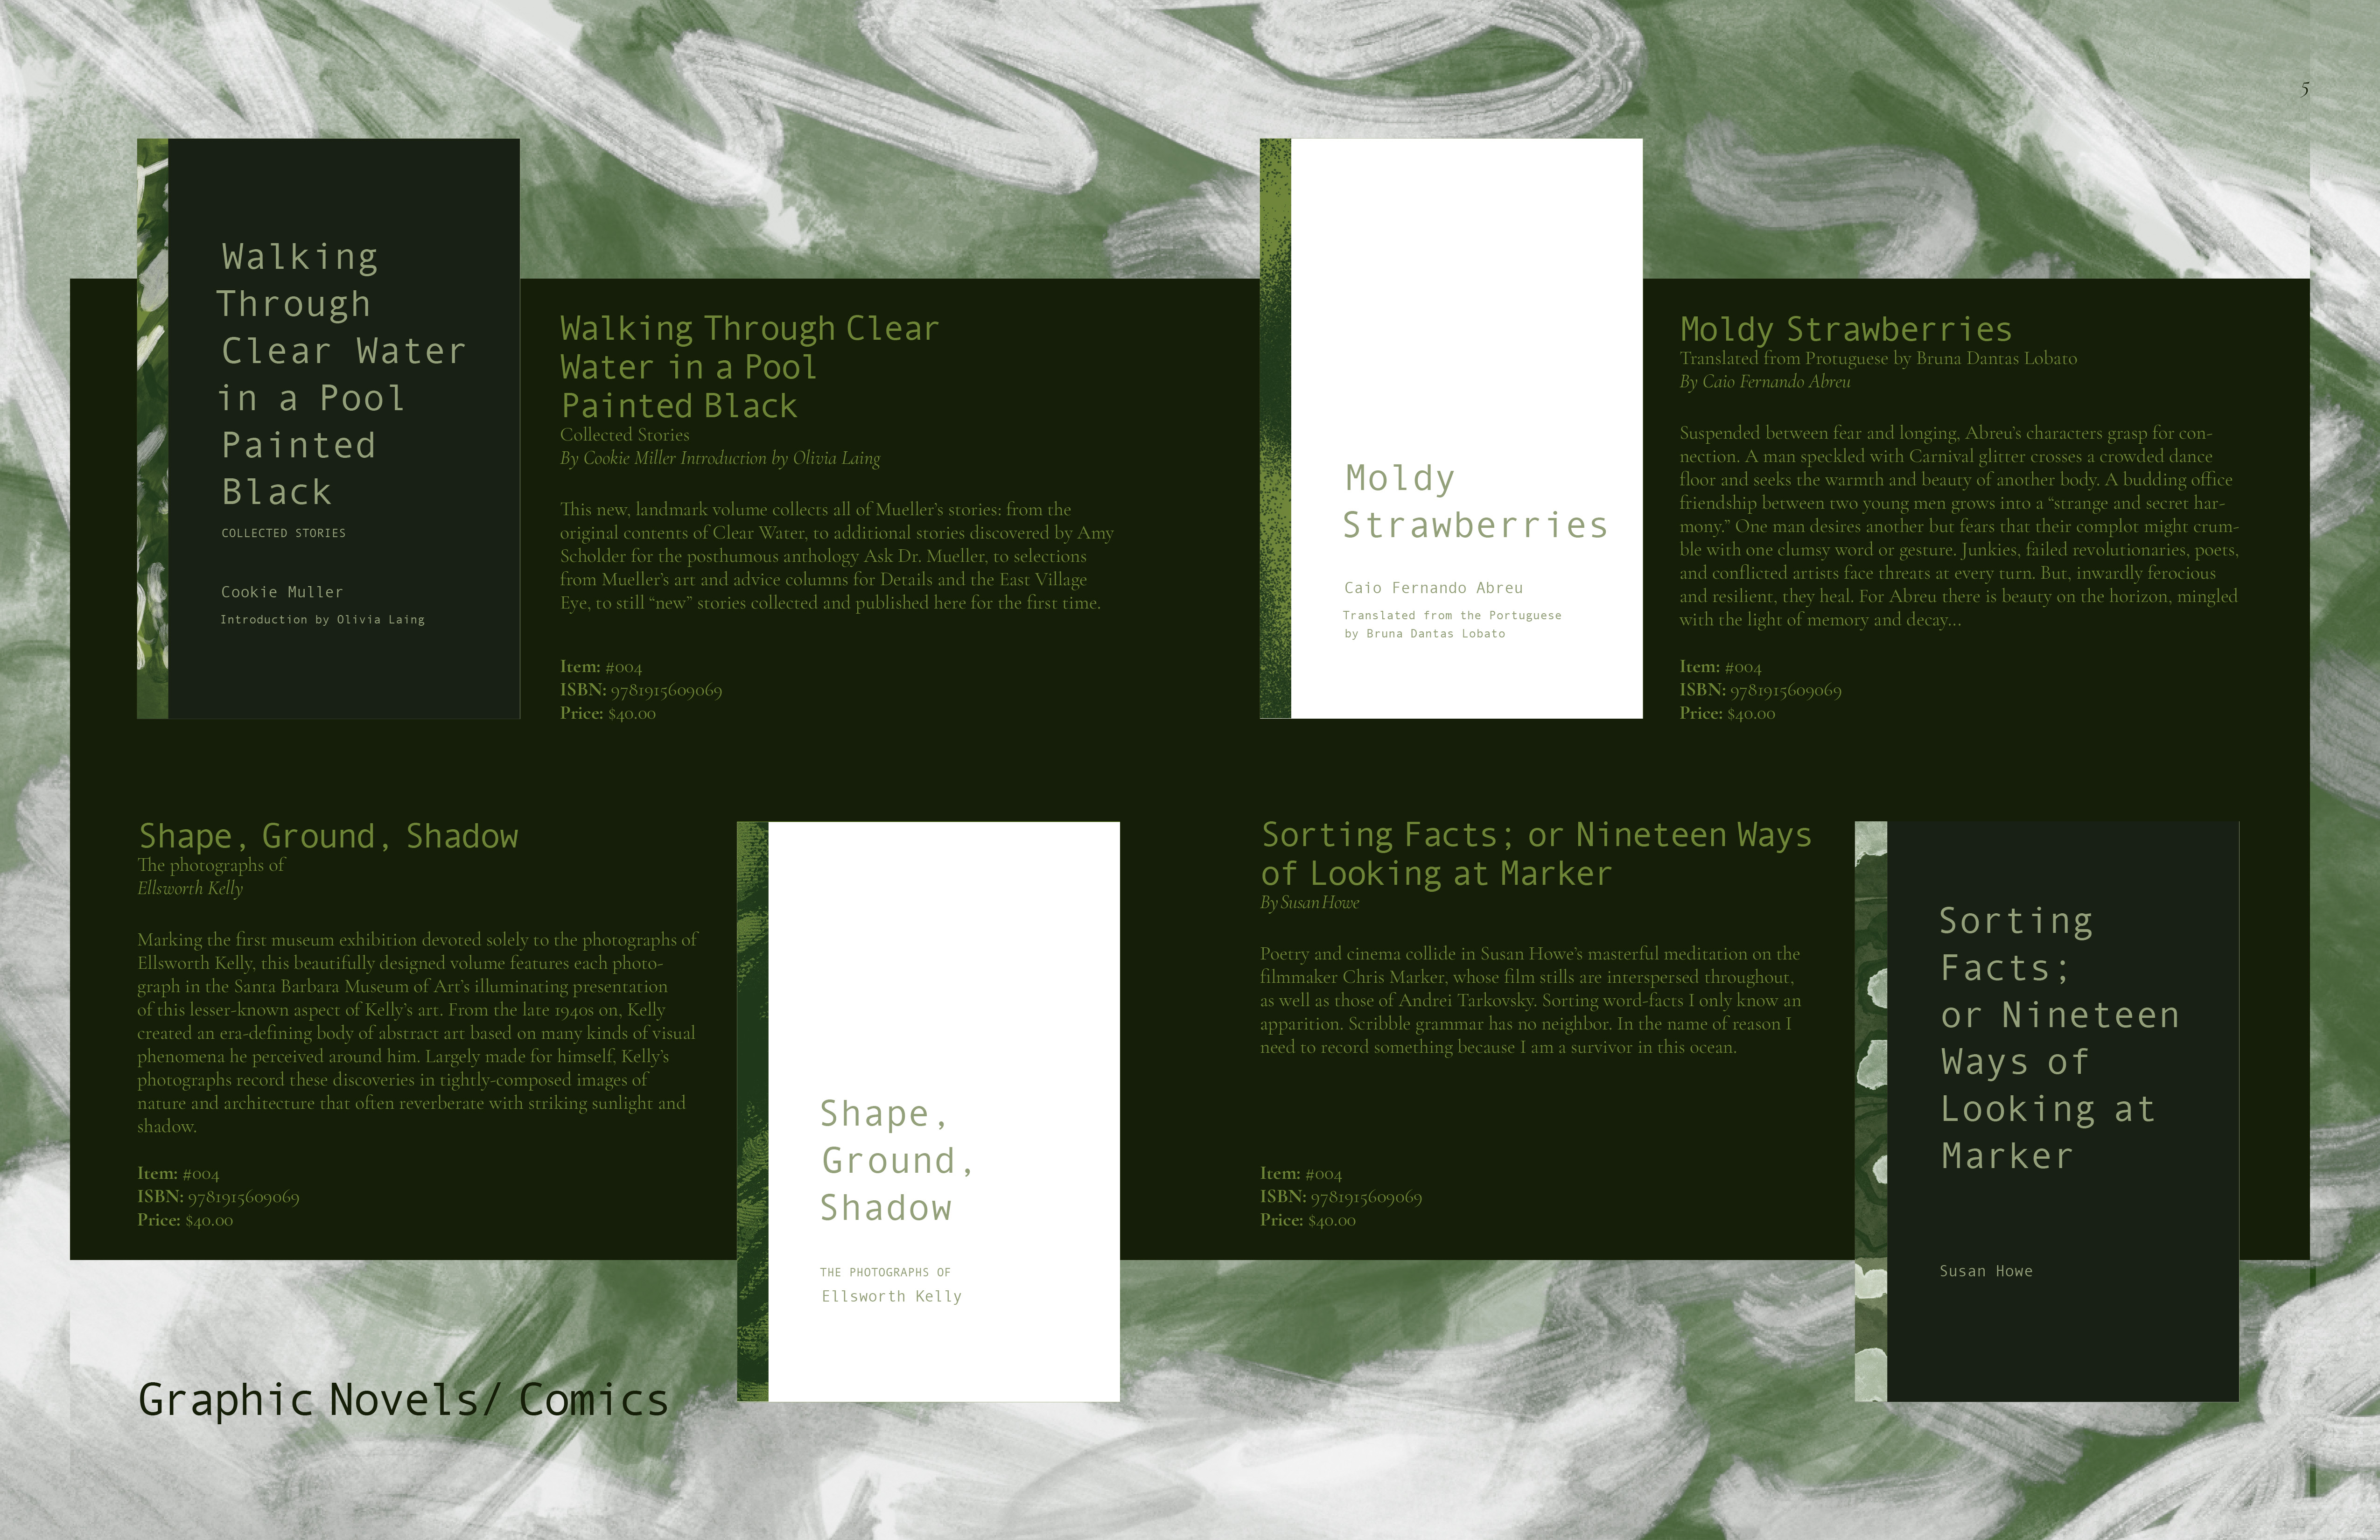 5
Walking
Through
Clear Water
in a Pool
Painted
Black
COLLECTED STORIES
Cookie Muller
Introduction by Olivia Laing
Walking Through Clear
Water in a Pool
Painted Black
Collected Stories
By Cookie Miller Introduction by Olivia Laing
This new, landmark volume collects all of Mueller’s stories: from the
original contents of Clear Water, to additional stories discovered by Amy
Scholder for the posthumous anthology Ask Dr. Mueller, to selections
from Mueller’s art and advice columns for Details and the East Village
Eye, to still “new” stories collected and published here for the first time.
Item: #004
ISBN: 9781915609069
Price: $40.00
Moldy
Strawberries
Caio Fernando Abreu
Translated from the Portuguese
by Bruna Dantas Lobato
Moldy Strawberries
Translated from Protuguese by Bruna Dantas Lobato
By Caio Fernando Abreu
Suspended between fear and longing, Abreu’s characters grasp for con-
nection. A man speckled with Carnival glitter crosses a crowded dance
floor and seeks the warmth and beauty of another body. A budding office
friendship between two young men grows into a “strange and secret har-
mony.” One man desires another but fears that their complot might crum-
ble with one clumsy word or gesture. Junkies, failed revolutionaries, poets,
and conflicted artists face threats at every turn. But, inwardly ferocious
and resilient, they heal. For Abreu there is beauty on the horizon, mingled
with the light of memory and decay...
Item: #004
ISBN: 9781915609069
Price: $40.00
Shape, Ground, Shadow
The photographs of
Ellsworth Kelly
Marking the first museum exhibition devoted solely to the photographs of
Ellsworth Kelly, this beautifully designed volume features each photo-
graph in the Santa Barbara Museum of Art’s illuminating presentation
of this lesser-known aspect of Kelly’s art. From the late 1940s on, Kelly
created an era-defining body of abstract art based on many kinds of visual
phenomena he perceived around him. Largely made for himself, Kelly’s
photographs record these discoveries in tightly-composed images of
nature and architecture that often reverberate with striking sunlight and
shadow.
Item: #004
ISBN: 9781915609069
Price: $40.00
Shape,
Ground,
Shadow
THE PHOTOGRAPHS OF
Ellsworth Kelly
Sorting Facts; or Nineteen Ways
of Looking at Marker
By Susan Howe
Poetry and cinema collide in Susan Howe’s masterful meditation on the
filmmaker Chris Marker, whose film stills are interspersed throughout,
as well as those of Andrei Tarkovsky. Sorting word-facts I only know an
apparition. Scribble grammar has no neighbor. In the name of reason I
need to record something because I am a survivor in this ocean.
Item: #004
ISBN: 9781915609069
Price: $40.00
Sorting
Facts;
or Nineteen
Ways of
Looking at
Marker
Susan Howe
Graphic Novels/ Comics